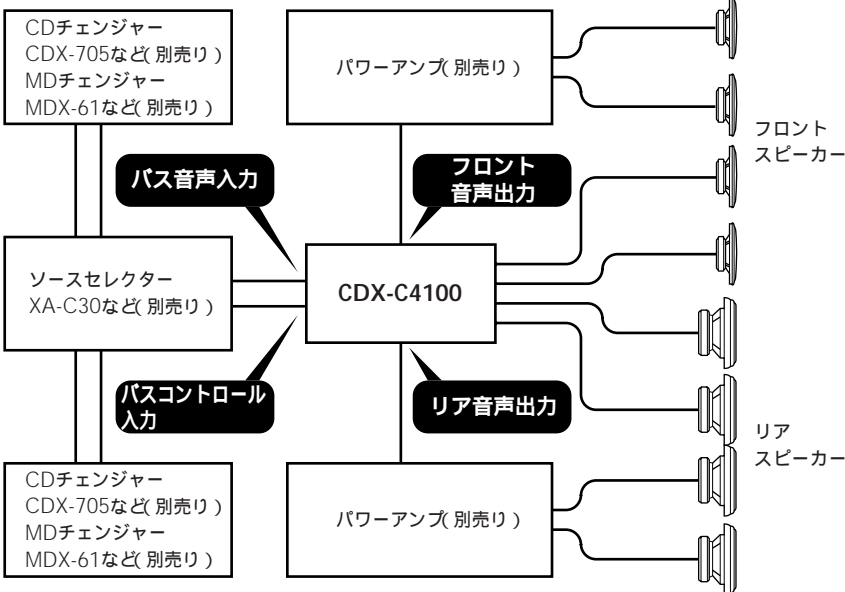 CDチェンジャー
CDX-705など(別売り)
MDチェンジャー
MDX-61など(別売り)
パワーアンプ(別売り)
フロント
スピーカー
バス音声入力
フロント
音声出力
ソースセレクター
XA-C30など(別売り)
CDX-C4100
バスコントロール
入力
リア音声出力
リア
スピーカー
CDチェンジャー
CDX-705など(別売り)
MDチェンジャー
MDX-61など(別売り)
パワーアンプ(別売り)